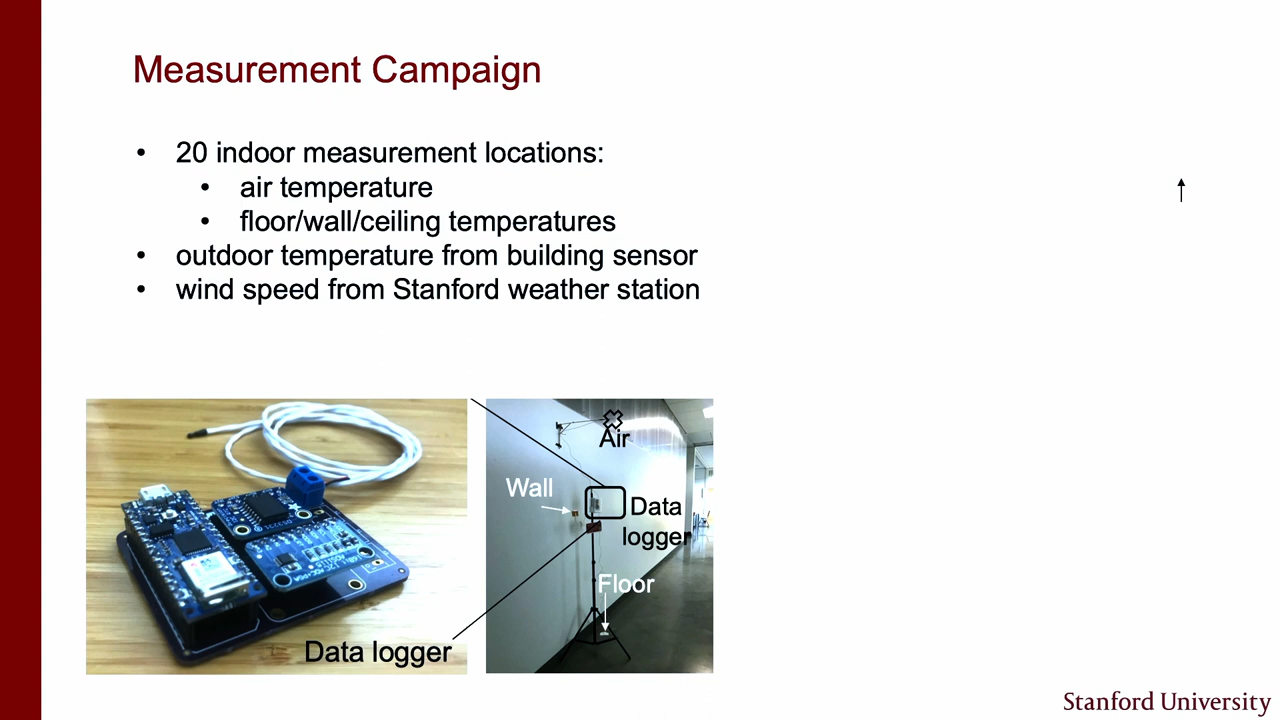 Measurement Campaign
• 20 indoor measurement locations:
• air temperature
• floor/wall/ceiling temperatures
• outdoor temperature from building sensor
• wind speed from Stanford weather station
Air
Wall
Data
logger
Floor
Data logger
Stanford University